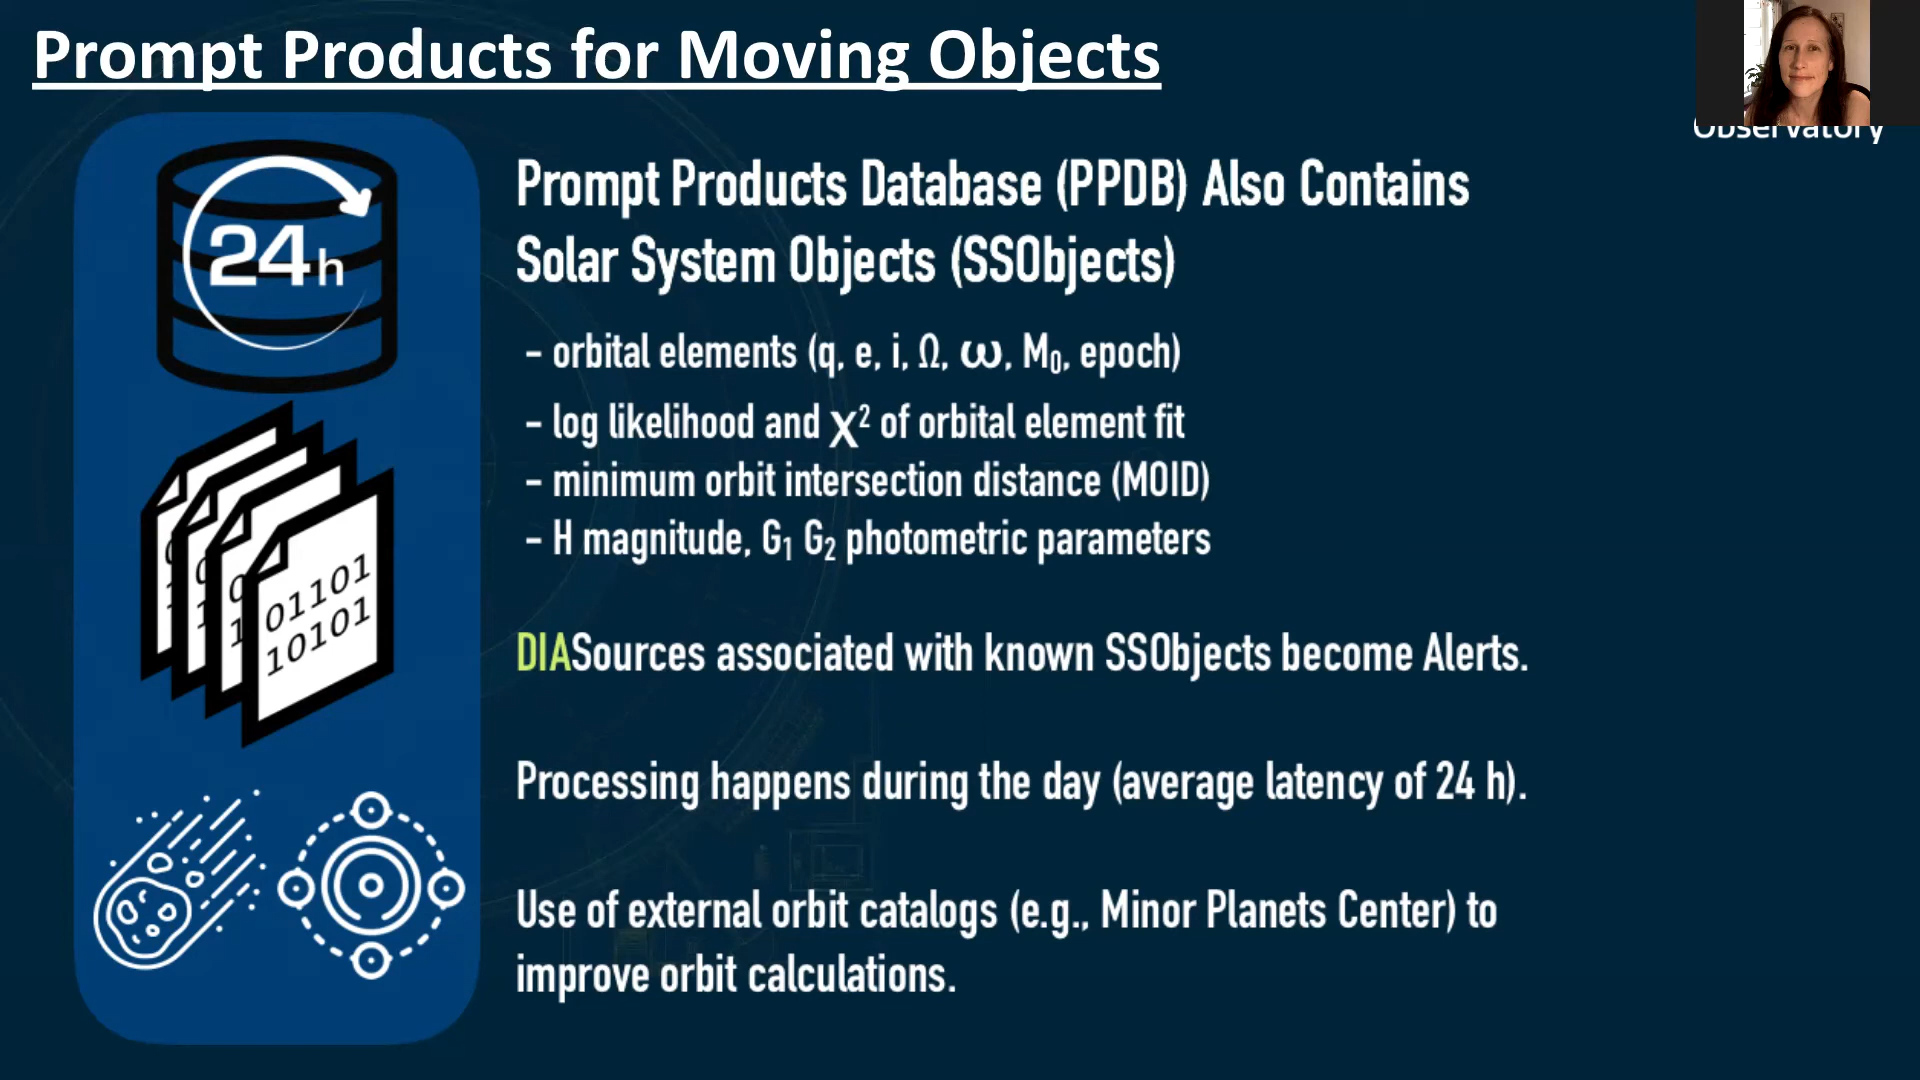 Prompt Products for Moving Objects
Observatory
24h
Prompt Products Database (PPDB) Also Contains
Solar System Objects (SSObjects)
– orbital elements (q, e, i, Ω, ω, M₀, epoch)
– log likelihood and χ² of orbital element fit
– minimum orbit intersection distance (MOID)
– H magnitude, G₁ G₂ photometric parameters
01101
10101
DIASources associated with known SSObjects become Alerts.
Processing happens during the day (average latency of 24 h).
Use of external orbit catalogs (e.g., Minor Planets Center) to
improve orbit calculations.